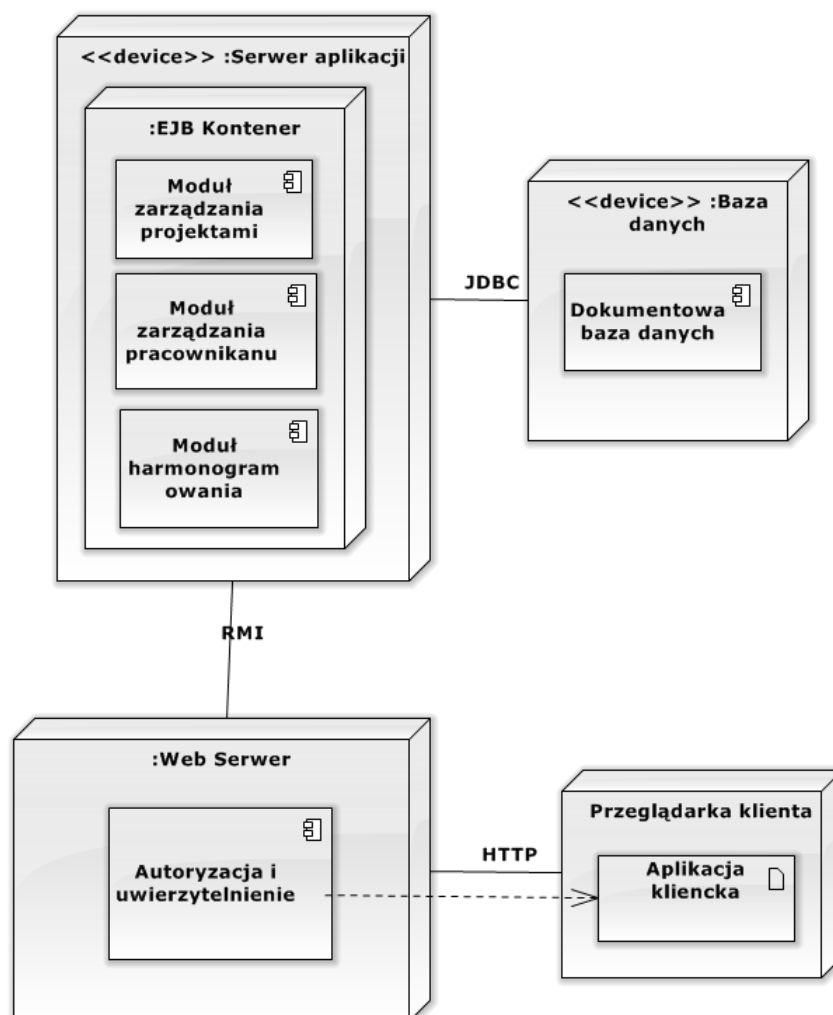 <<device>> :Serwer aplikacji
:EJB Kontener
Moduł
zarządzania
projektami
Moduł
zarządzania
pracownikanu
Moduł
harmonogram
owania
JDBC
<<device>> :Baza
danych
Dokumentowa
baza danych
RMI
:Web Serwer
Autoryzacja i
uwierzytelnienie
HTTP
Przeglądarka klienta
Aplikacja
kliencka